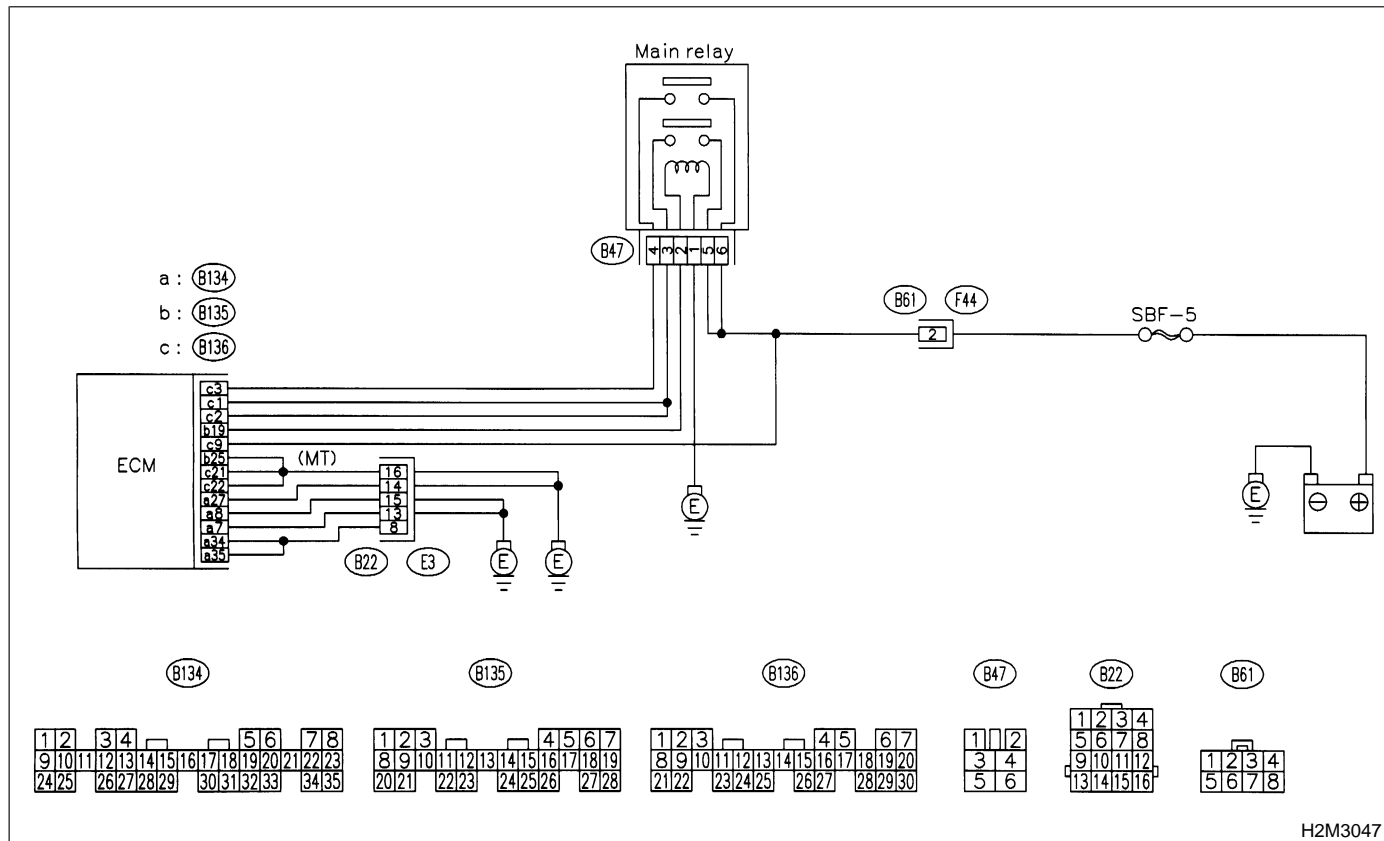 Main relay
B47
4 3 2 1 5 6
a : B134
b : B135
c : B136
B61 F44
2
SBF-5
ECM
c3
c1
c2
b19
c9
b25
c21
c22
a27
a8
a7
a34
a35
(MT)
16
14
15
13
8
B22 E3
E
E
E
E
⊖ ⊕
B134
1 2 3 4 5 6 7 8
9 10 11 12 13 14 15 16 17 18 19 20 21 22 23
24 25 26 27 28 29 30 31 32 33 34 35
B135
1 2 3 4 5 6 7
8 9 10 11 12 13 14 15 16 17 18 19
20 21 22 23 24 25 26 27 28
B136
1 2 3 4 5 6 7
8 9 10 11 12 13 14 15 16 17 18 19 20
21 22 23 24 25 26 27 28 29 30
B47
1 2
3 4
5 6
B22
1 2 3 4
5 6 7 8
9 10 11 12
13 14 15 16
B61
1 2 3 4
5 6 7 8
H2M3047